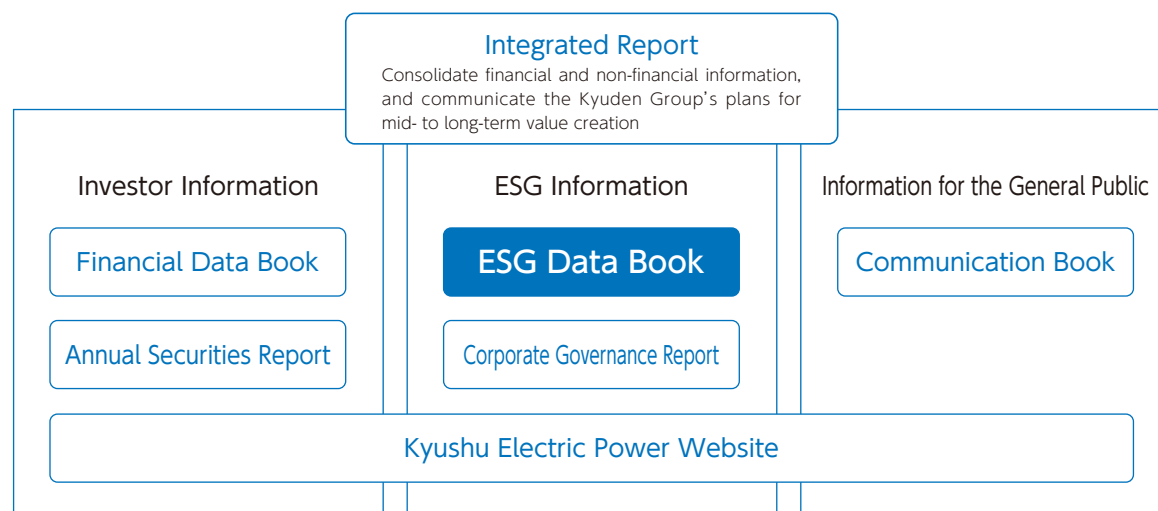 Integrated Report
Consolidate financial and non-financial information,
and communicate the Kyuden Group’s plans for
mid- to long-term value creation
Investor Information
ESG Information
Information for the General Public
Financial Data Book
ESG Data Book
Communication Book
Annual Securities Report
Corporate Governance Report
Kyushu Electric Power Website